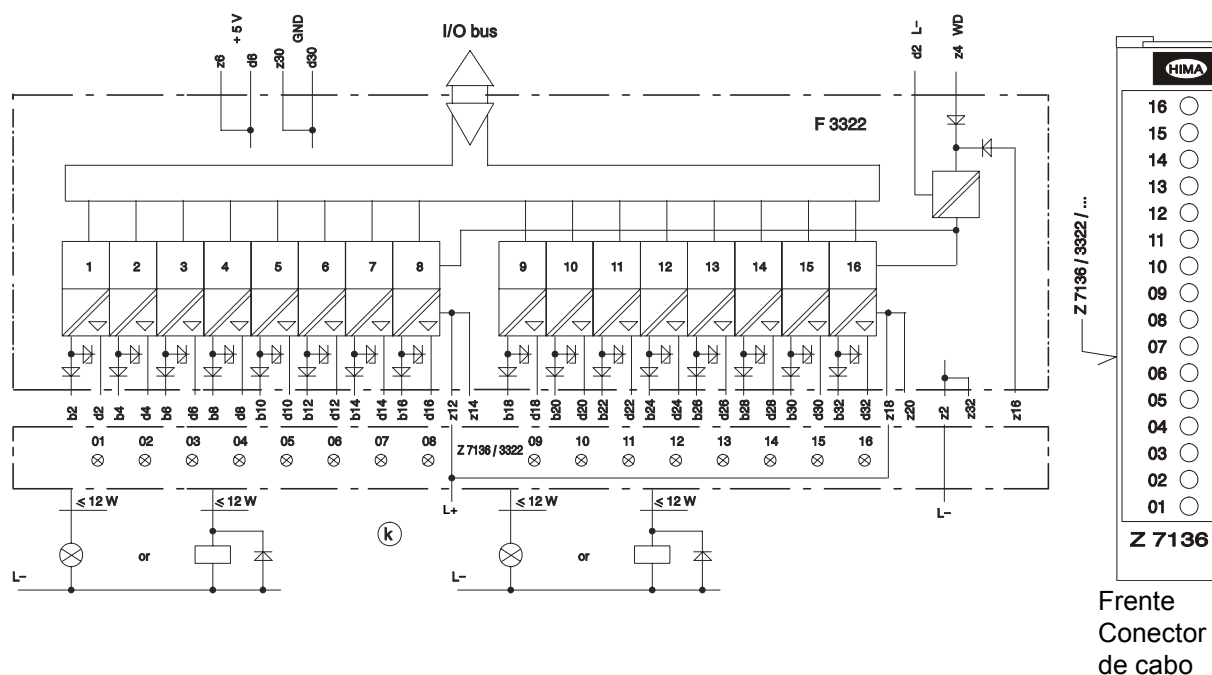 I/O bus
z6
+ 5 V
d6
z30
GND
d30
d2 L-
z4 WD
F 3322
1 2 3 4 5 6 7 8 9 10 11 12 13 14 15 16
b2 d2 b4 d4 b6 d6 b8 d8 b10 d10 b12 d12 b14 d14 b16 d16 z12 z14 b18 d18 b20 d20 b22 d22 b24 d24 b26 d26 b28 d28 b30 d30 b32 d32 z18 z20 z2 z32 z16
01 02 03 04 05 06 07 08 Z 7136 / 3322 09 10 11 12 13 14 15 16
≤ 12 W ≤ 12 W L+ ≤ 12 W ≤ 12 W L-
k
or or
L- L-
Z 7136 / 3322 / ...
HIMA
16
15
14
13
12
11
10
09
08
07
06
05
04
03
02
01
Z 7136
Frente
Conector
de cabo